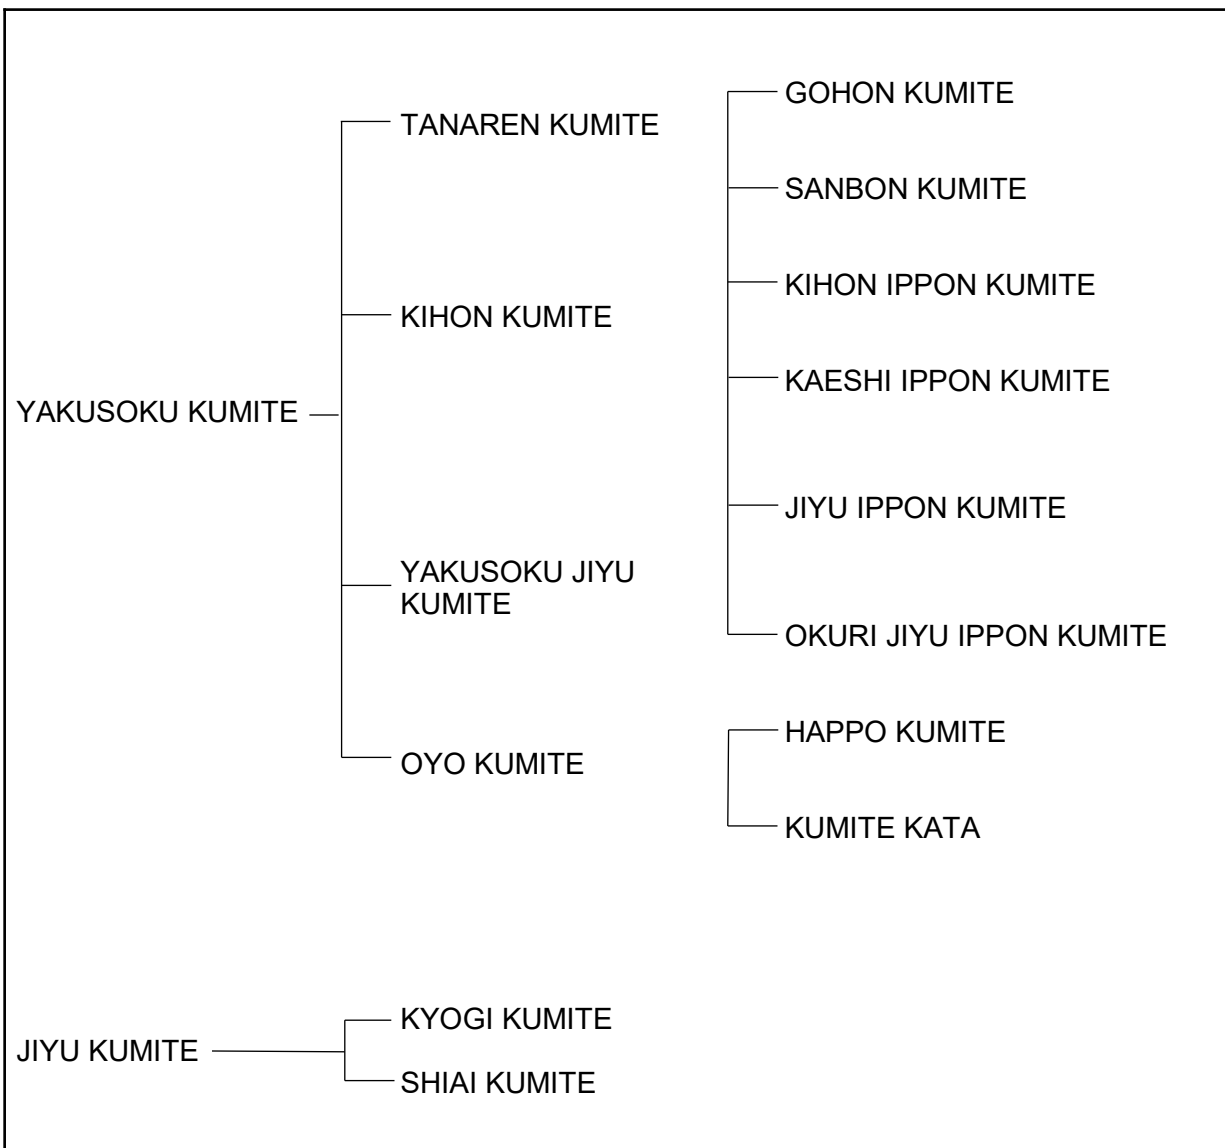 YAKUSOKU KUMITE
TANAREN KUMITE
KIHON KUMITE
YAKUSOKU JIYU
KUMITE
OYO KUMITE
GOHON KUMITE
SANBON KUMITE
KIHON IPPON KUMITE
KAESHI IPPON KUMITE
JIYU IPPON KUMITE
OKURI JIYU IPPON KUMITE
HAPPO KUMITE
KUMITE KATA
JIYU KUMITE
KYOGI KUMITE
SHIAI KUMITE